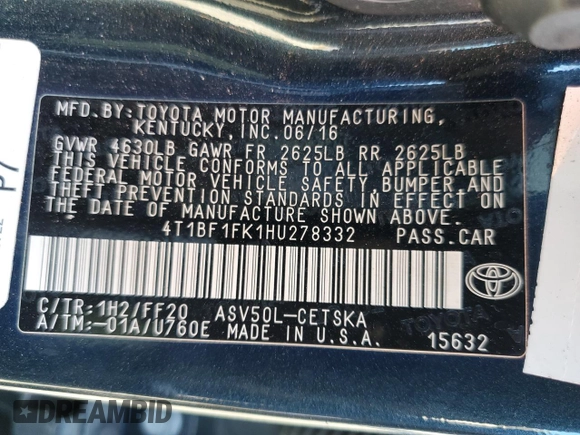 MFD.BY:TOYOTA MOTOR MANUFACTURING,
KENTUCKY,INC.06/16
GVWR 4630LB GAWR FR 2625LB RR 2625LB
THIS VEHICLE CONFORMS TO ALL APPLICABLE
FEDERAL MOTOR VEHICLE SAFETY,BUMPER,AND
THEFT PREVENTION STANDARDS IN EFFECT ON
THE DATE OF MANUFACTURE SHOWN ABOVE.
4T1BF1FK1HU278332 PASS.CAR
C/TR:1H2/FF20 ASV50L-CETSKA
A/TM:-01A/U760E MADE IN U.S.A. 15632
P7
DREAMBID